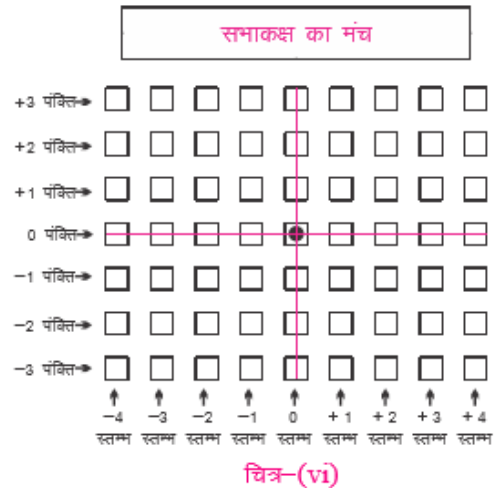 सभाकक्ष का मंच
+3 पंक्ति
+2 पंक्ति
+1 पंक्ति
0 पंक्ति
−1 पंक्ति
−2 पंक्ति
−3 पंक्ति
−4 −3 −2 −1 0 +1 +2 +3 +4
स्तम्भ स्तम्भ स्तम्भ स्तम्भ स्तम्भ स्तम्भ स्तम्भ स्तम्भ स्तम्भ
चित्र−(vi)